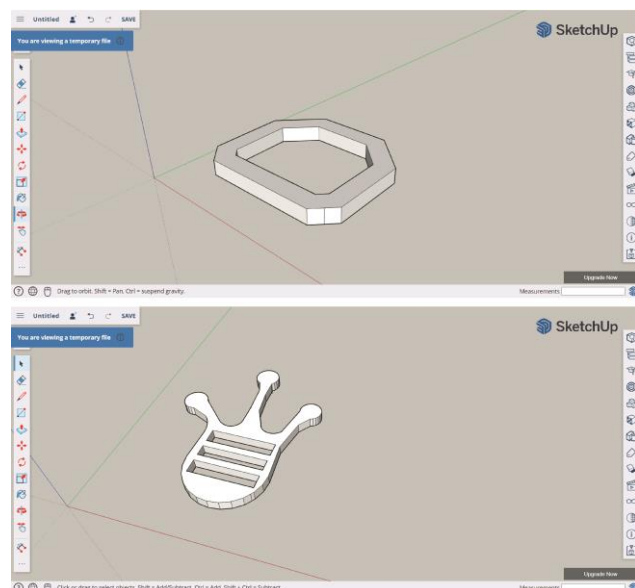 Untitled
SAVE
You are viewing a temporary file
SketchUp
Upgrade Now
Drag to orbit. Shift = Pan, Ctrl = suspend gravity.
Measurements
Untitled
SAVE
You are viewing a temporary file
SketchUp
Upgrade Now
Click or drag to select objects. Shift = Add/Subtract. Ctrl = Add. Shift + Ctrl = Subtract.
Measurements